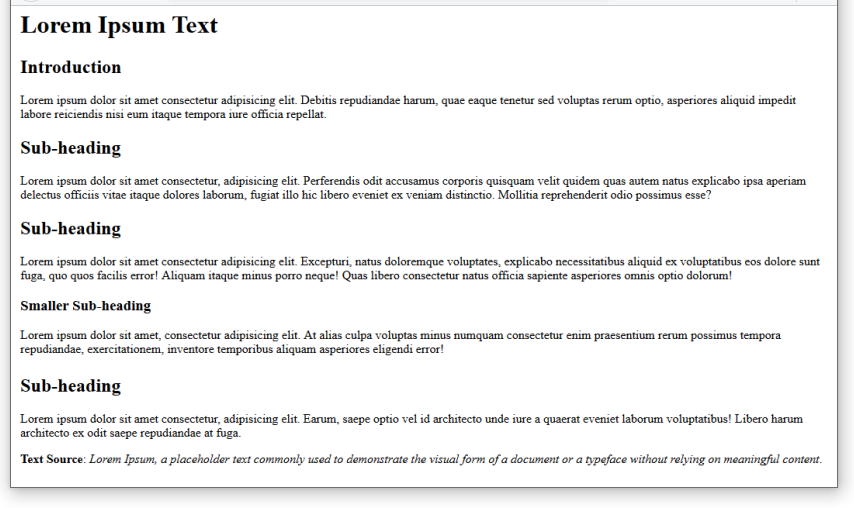 Lorem Ipsum Text
Introduction
Lorem ipsum dolor sit amet consectetur adipisicing elit. Debitis repudiandae harum, quae eaque tenetur sed voluptas rerum optio, asperiores aliquid impedit
labore reiciendis nisi eum itaque tempora iure officia repellat.
Sub-heading
Lorem ipsum dolor sit amet consectetur, adipisicing elit. Perferendis odit accusamus corporis quisquam velit quidem quas autem natus explicabo ipsa aperiam
delectus officiis vitae itaque dolores laborum, fugiat illo hic libero eveniet ex veniam distinctio. Mollitia reprehenderit odio possimus esse?
Sub-heading
Lorem ipsum dolor sit amet consectetur adipisicing elit. Excepturi, natus doloremque voluptates, explicabo necessitatibus aliquid ex voluptatibus eos dolore sunt
fuga, quo quos facilis error! Aliquam itaque minus porro neque! Quas libero consectetur natus officia sapiente asperiores omnis optio dolorum!
Smaller Sub-heading
Lorem ipsum dolor sit amet, consectetur adipisicing elit. At alias culpa voluptas minus numquam consectetur enim praesentium rerum possimus tempora
repudiandae, exercitationem, inventore temporibus aliquam asperiores eligendi error!
Sub-heading
Lorem ipsum dolor sit amet consectetur, adipisicing elit. Earum, saepe optio vel id architecto unde iure a quaerat eveniet laborum voluptatibus! Libero harum
architecto ex odit saepe repudiandae at fuga.
Text Source: Lorem Ipsum, a placeholder text commonly used to demonstrate the visual form of a document or a typeface without relying on meaningful content.